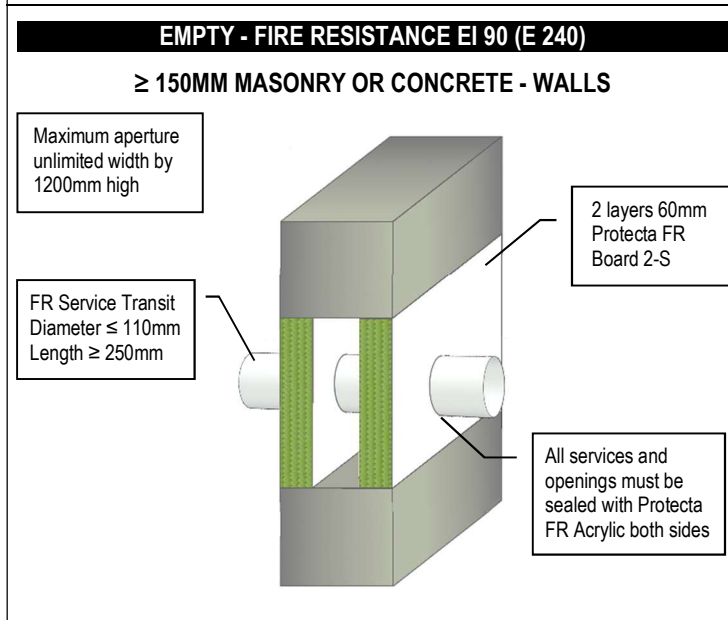 EMPTY - FIRE RESISTANCE EI 90 (E 240)
≥ 150MM MASONRY OR CONCRETE - WALLS
Maximum aperture
unlimited width by
1200mm high
2 layers 60mm
Protecta FR
Board 2-S
FR Service Transit
Diameter ≤ 110mm
Length ≥ 250mm
All services and
openings must be
sealed with Protecta
FR Acrylic both sides